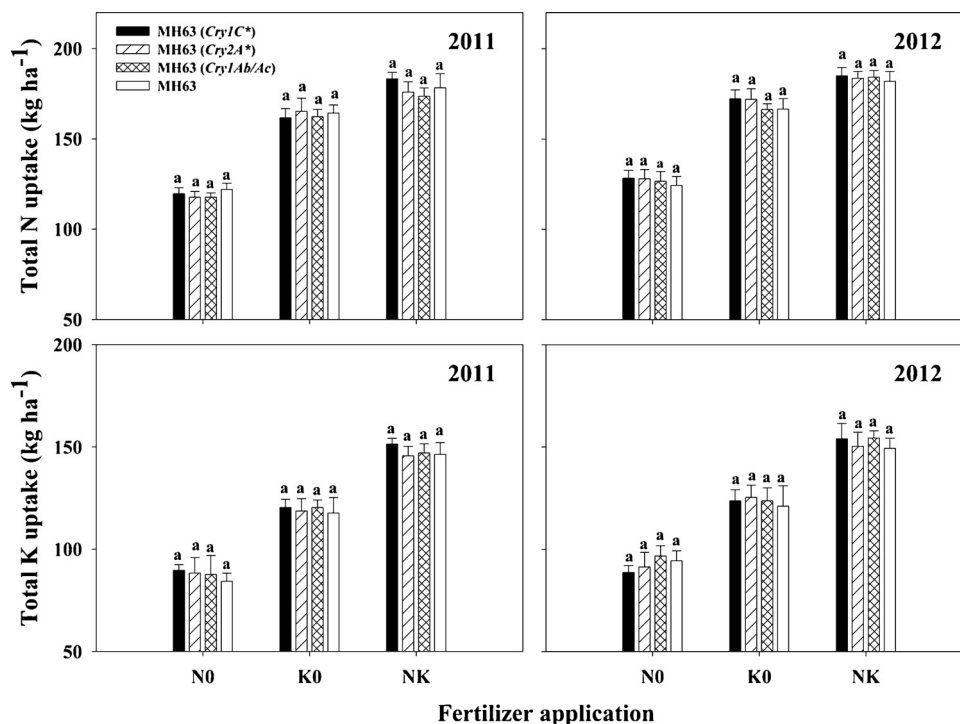 Total N uptake (kg ha⁻¹)
200
150
100
50
MH63 (Cry1C*)
MH63 (Cry2A*)
MH63 (Cry1Ab/Ac)
MH63
2011
a a a a
a a a a
a a a a
2012
a a a a
a a a a
a a a a
Total K uptake (kg ha⁻¹)
200
150
100
50
2011
a a a a
a a a a
a a a a
2012
a a a a
a a a a
a a a a
N0 K0 NK
N0 K0 NK
Fertilizer application